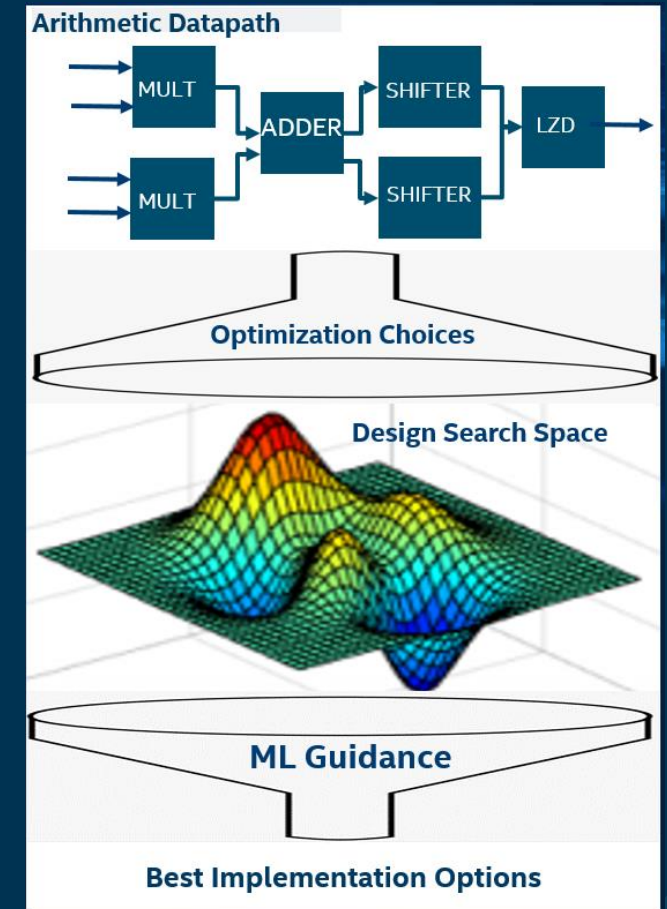 Arithmetic Datapath
MULT
SHIFTER
ADDER
LZD
MULT
SHIFTER
Optimization Choices
Design Search Space
ML Guidance
Best Implementation Options